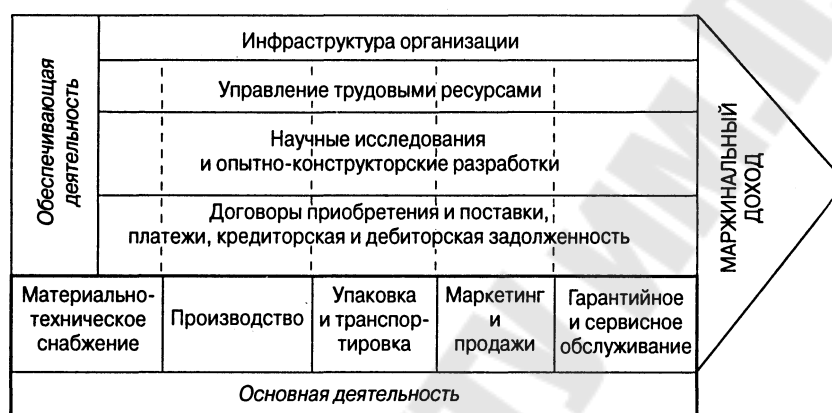 Обеспечивающая
деятельность
Инфраструктура организации
Управление трудовыми ресурсами
Научные исследования
и опытно-конструкторские разработки
Договоры приобретения и поставки,
платежи, кредиторская и дебиторская задолженность
МАРЖИНАЛЬНЫЙ
ДОХОД
Материально-
техническое
снабжение
Производство
Упаковка
и транспор-
тировка
Маркетинг
и
продажи
Гарантийное
и сервисное
обслуживание
Основная деятельность